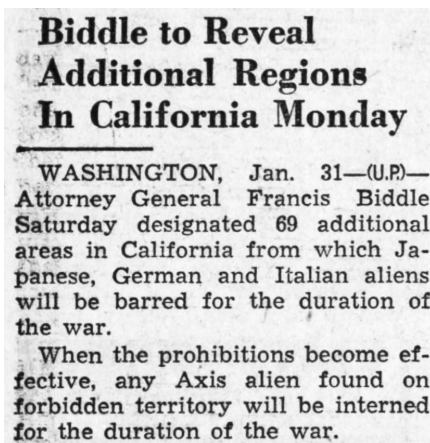 Biddle to Reveal
Additional Regions
In California Monday
WASHINGTON, Jan. 31—(U.P.)—
Attorney General Francis Biddle
Saturday designated 69 additional
areas in California from which Ja-
panese, German and Italian aliens
will be barred for the duration of
the war.
When the prohibitions become ef-
fective, any Axis alien found on
forbidden territory will be interned
for the duration of the war.